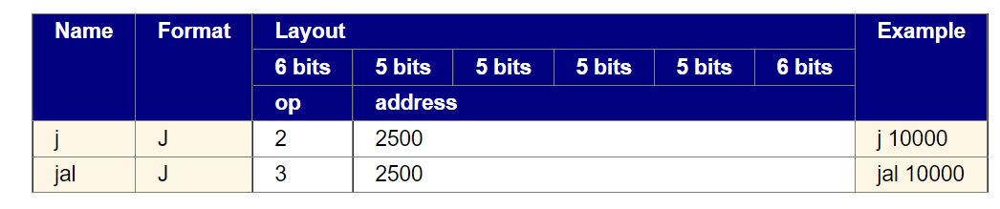 Name Format Layout Example
6 bits 5 bits 5 bits 5 bits 5 bits 6 bits
op address
j J 2 2500 j 10000
jal J 3 2500 jal 10000